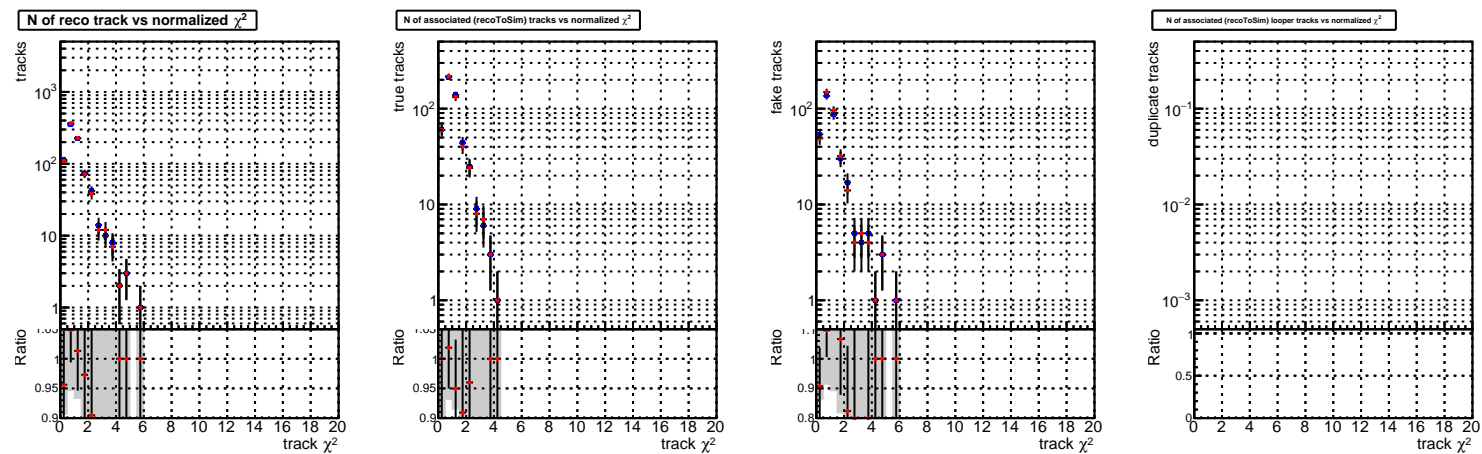 N of reco track vs normalized χ²
tracks
10³
10²
10
1
Ratio
1.05
1
0.95
0.9
0 2 4 6 8 10 12 14 16 18 20
track χ²
N of associated (recoToSim) tracks vs normalized χ²
true tracks
10²
10
1
Ratio
1.05
1
0.95
0.9
0 2 4 6 8 10 12 14 16 18 20
track χ²
fake tracks
10²
10
1
Ratio
1.1
1
0.9
0.8
0 2 4 6 8 10 12 14 16 18 20
track χ²
N of associated (recoToSim) looper tracks vs normalized χ²
duplicate tracks
10⁻¹
10⁻²
10⁻³
Ratio
1
0.5
0
0 2 4 6 8 10 12 14 16 18 20
track χ²